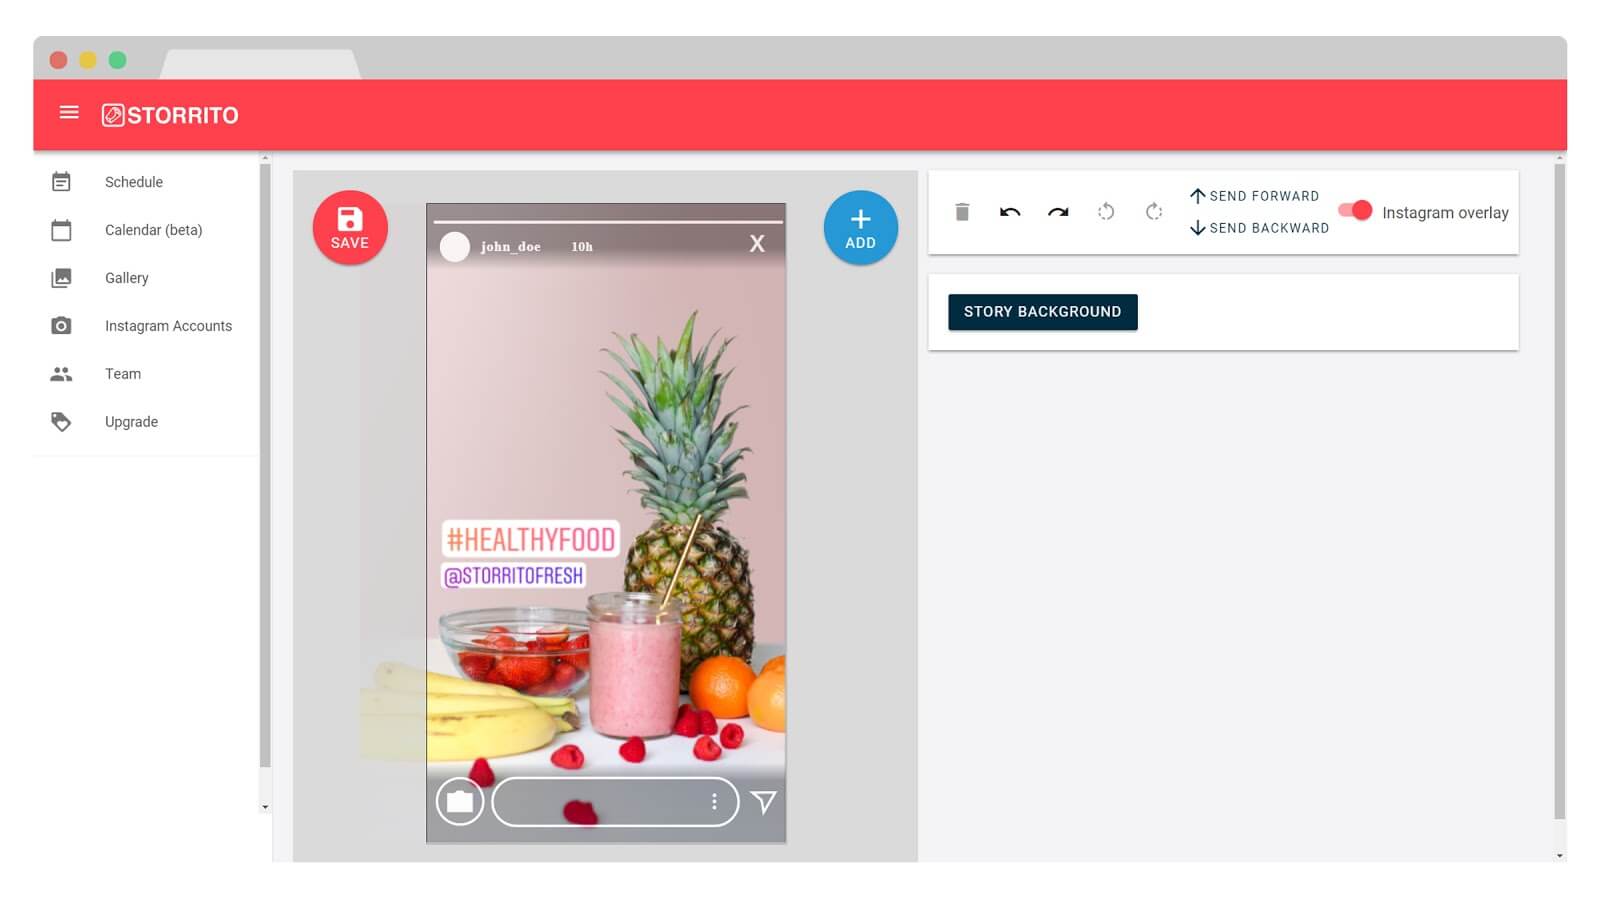 STORRITO
Schedule
Calendar (beta)
Gallery
Instagram Accounts
Team
Upgrade
SAVE
john_doe 10h X
#HEALTHYFOOD
@STORRITOFRESH
ADD
SEND FORWARD
SEND BACKWARD
Instagram overlay
STORY BACKGROUND